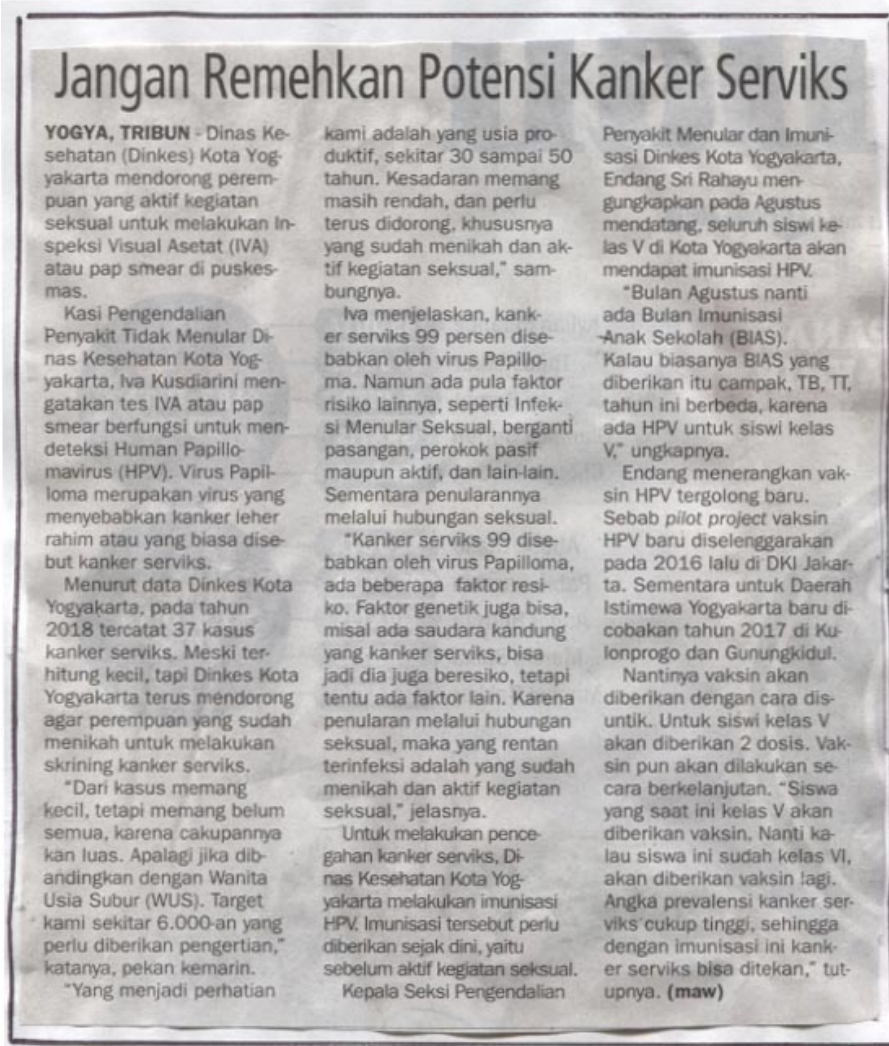 Jangan Remehkan Potensi Kanker Serviks
YOGYA, TRIBUN - Dinas Ke-
sehatan (Dinkes) Kota Yog-
yakarta mendorong perem-
puan yang aktif kegiatan
seksual untuk melakukan In-
speksi Visual Asetat (IVA)
atau pap smear di puskes-
mas.
Kasi Pengendalian
Penyakit Tidak Menular Di-
nas Kesehatan Kota Yog-
yakarta, Iva Kusdiarini men-
gatakan tes IVA atau pap
smear berfungsi untuk men-
deteksi Human Papillo-
mavirus (HPV). Virus Papil-
loma merupakan virus yang
menyebabkan kanker leher
rahim atau yang biasa dise-
but kanker serviks.
Menurut data Dinkes Kota
Yogyakarta, pada tahun
2018 tercatat 37 kasus
kanker serviks. Meski ter-
hitung kecil, tapi Dinkes Kota
Yogyakarta terus mendorong
agar perempuan yang sudah
menikah untuk melakukan
skrining kanker serviks.
"Dari kasus memang
kecil, tetapi memang belum
semua, karena cakupannya
kan luas. Apalagi jika dib-
andingkan dengan Wanita
Usia Subur (WUS). Target
kami sekitar 6.000-an yang
perlu diberikan pengertian,"
katanya, pekan kemarin.
"Yang menjadi perhatian
kami adalah yang usia pro-
duktif, sekitar 30 sampai 50
tahun. Kesadaran memang
masih rendah, dan perlu
terus didorong, khususnya
yang sudah menikah dan ak-
tif kegiatan seksual," sam-
bungnya.
Iva menjelaskan, kank-
er serviks 99 persen dise-
babkan oleh virus Papillo-
ma. Namun ada pula faktor
risiko lainnya, seperti Infek-
si Menular Seksual, berganti
pasangan, perokok pasif
maupun aktif, dan lain-lain.
Sementara penularannya
melalui hubungan seksual.
"Kanker serviks 99 dise-
babkan oleh virus Papilloma,
ada beberapa faktor resi-
ko. Faktor genetik juga bisa,
misal ada saudara kandung
yang kanker serviks, bisa
jadi dia juga beresiko, tetapi
tentu ada faktor lain. Karena
penularan melalui hubungan
seksual, maka yang rentan
terinfeksi adalah yang sudah
menikah dan aktif kegiatan
seksual," jelasnya.
Untuk melakukan pence-
gahan kanker serviks, Di-
nas Kesehatan Kota Yog-
yakarta melakukan imunisasi
HPV. Imunisasi tersebut perlu
diberikan sejak dini, yaitu
sebelum aktif kegiatan seksual.
Kepala Seksi Pengendalian
Penyakit Menular dan Imuni-
sasi Dinkes Kota Yogyakarta,
Endang Sri Rahayu men-
gungkapkan pada Agustus
mendatang, seluruh siswi ke-
las V di Kota Yogyakarta akan
mendapat imunisasi HPV.
"Bulan Agustus nanti
ada Bulan Imunisasi
Anak Sekolah (BIAS).
Kalau biasanya BIAS yang
diberikan itu campak, TB, TT,
tahun ini berbeda, karena
ada HPV untuk siswi kelas
V," ungkapnya.
Endang menerangkan vak-
sin HPV tergolong baru.
Sebab pilot project vaksin
HPV baru diselenggarakan
pada 2016 lalu di DKI Jakar-
ta. Sementara untuk Daerah
Istimewa Yogyakarta baru di-
cobakan tahun 2017 di Ku-
lonprogo dan Gunungkidul.
Nantinya vaksin akan
diberikan dengan cara dis-
untik. Untuk siswi kelas V
akan diberikan 2 dosis. Vak-
sin pun akan dilakukan se-
cara berkelanjutan. "Siswa
yang saat ini kelas V akan
diberikan vaksin. Nanti ka-
lau siswa ini sudah kelas VI,
akan diberikan vaksin lagi.
Angka prevalensi kanker ser-
viks cukup tinggi, sehingga
dengan imunisasi ini kank-
er serviks bisa ditekan," tut-
upnya. (maw)